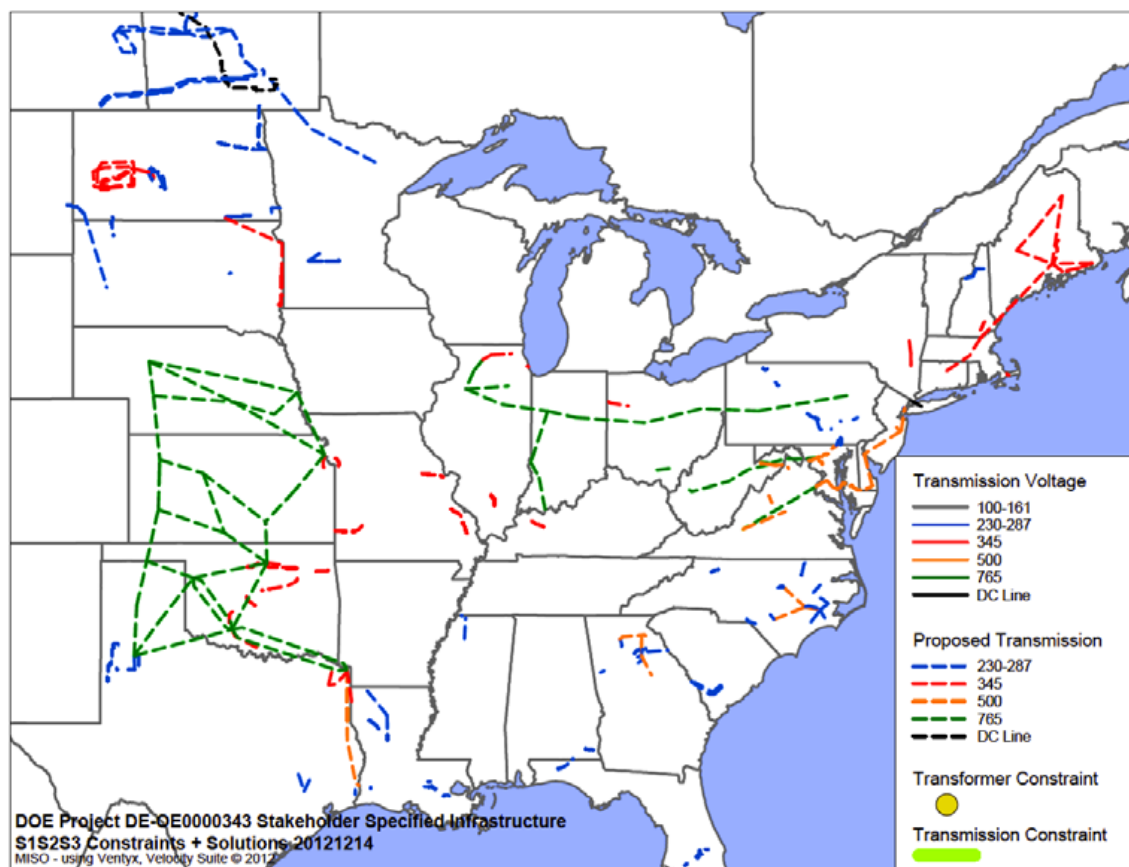 Transmission Voltage
100-161
230-287
345
500
765
DC Line
Proposed Transmission
230-287
345
500
765
DC Line
Transformer Constraint
Transmission Constraint
DOE Project DE-OE0000343 Stakeholder Specified Infrastructure
S1S2S3 Constraints + Solutions 20121214
MISO - using Ventyx, Velocity Suite © 2012